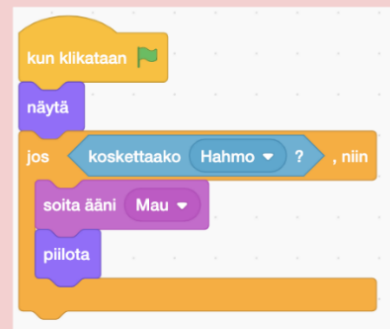 kun klikataan
näytä
jos koskettaako Hahmo ? , niin
soita ääni Mau
piilota